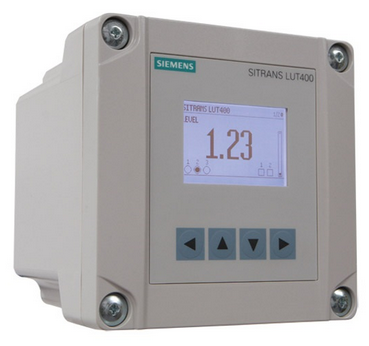 SIEMENS
SITRANS LUT400
SITRANS LUT400
LEVEL
1.23